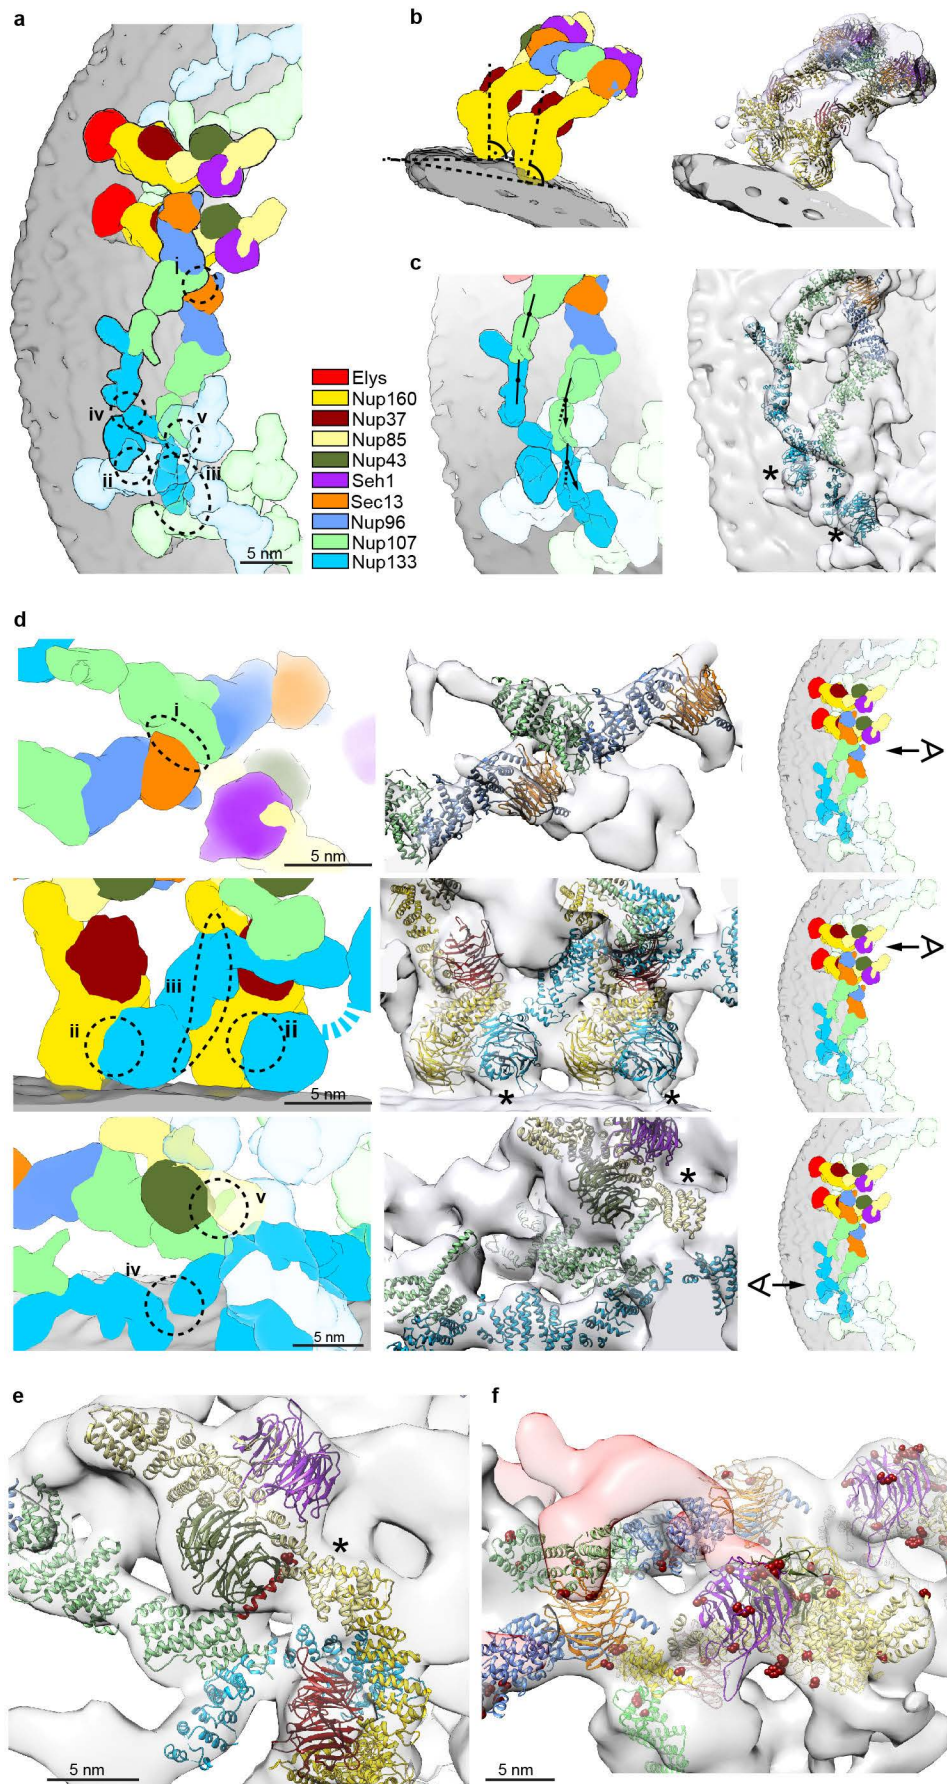 a
b
i
c
iv
v
ii
iii
5 nm
Elys
Nup160
Nup37
Nup85
Nup43
Seh1
Sec13
Nup96
Nup107
Nup133
*
*
d
i
5 nm
iii
ii
ii
5 nm
*
*
v
iv
5 nm
*
e
f
*
5 nm
5 nm